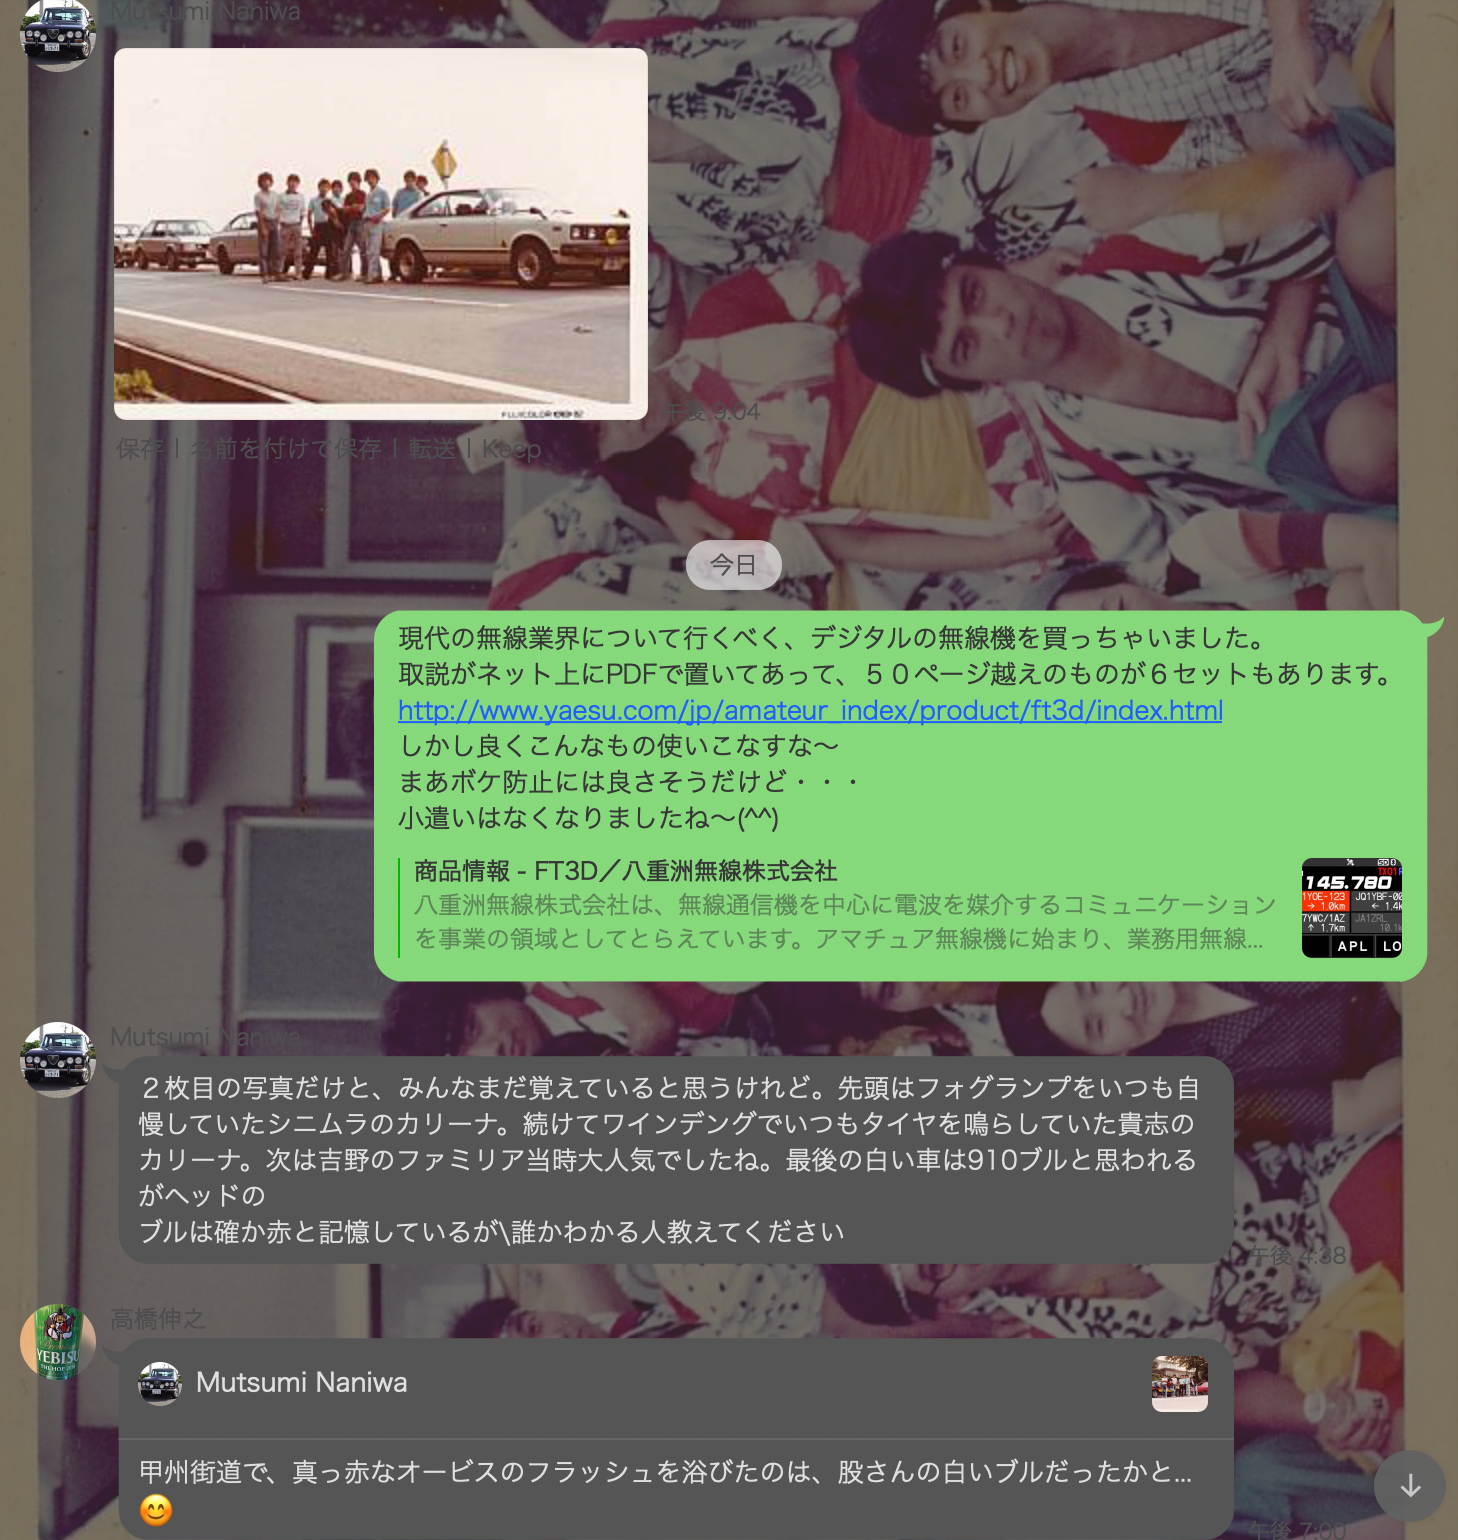 Mutsumi Naniwa
FUJICOLOR
午後 9:04
保存 | 名前を付けて保存 | 転送 | Keep
今日
現代の無線業界について行くべく、デジタルの無線機を買っちゃいました。
取説がネット上にPDFで置いてあって、５０ページ越えのものが６セットもあります。
http://www.yaesu.com/jp/amateur_index/product/ft3d/index.html
しかし良くこんなもの使いこなすな〜
まあボケ防止には良さそうだけど・・・
小遣いはなくなりましたね〜(^^)
商品情報 - FT3D／八重洲無線株式会社
八重洲無線株式会社は、無線通信機を中心に電波を媒介するコミュニケーション
を事業の領域としてとらえています。アマチュア無線機に始まり、業務用無線...
145.780
APL LO
Mutsumi Naniwa
２枚目の写真だけと、みんなまだ覚えていると思うけれど。先頭はフォグランプをいつも自
慢していたシニムラのカリーナ。続けてワインデングでいつもタイヤを鳴らしていた貴志の
カリーナ。次は吉野のファミリア当時大人気でしたね。最後の白い車は910ブルと思われる
がヘッドの
ブルは確か赤と記憶しているが\誰かわかる人教えてください
午後 4:38
高橋伸之
YEBISU
Mutsumi Naniwa
甲州街道で、真っ赤なオービスのフラッシュを浴びたのは、股さんの白いブルだったかと...
😊
午後 7:00